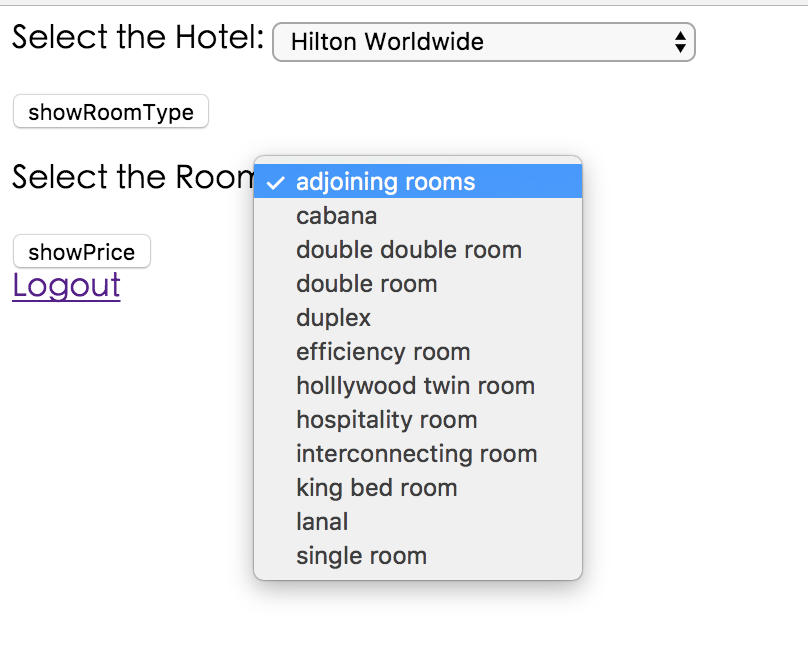 Select the Hotel: Hilton Worldwide
showRoomType
Select the Room
✓ adjoining rooms
cabana
double double room
double room
duplex
efficiency room
holllywood twin room
hospitality room
interconnecting room
king bed room
lanal
single room
showPrice
Logout